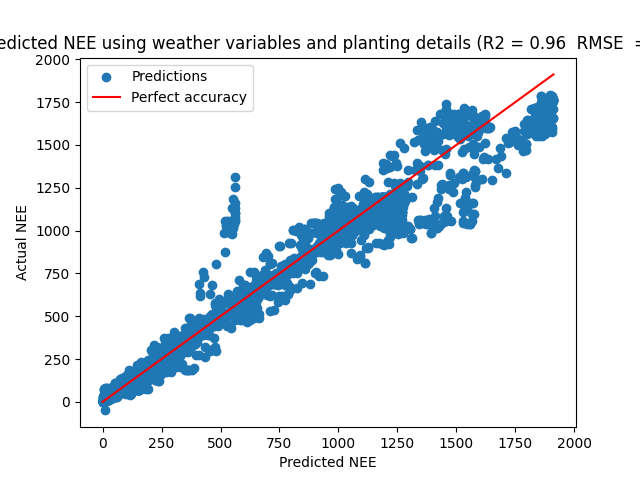 edicted NEE using weather variables and planting details (R2 = 0.96 RMSE =
Predictions
Perfect accuracy
Actual NEE
2000
1750
1500
1250
1000
750
500
250
0
0 250 500 750 1000 1250 1500 1750 2000
Predicted NEE